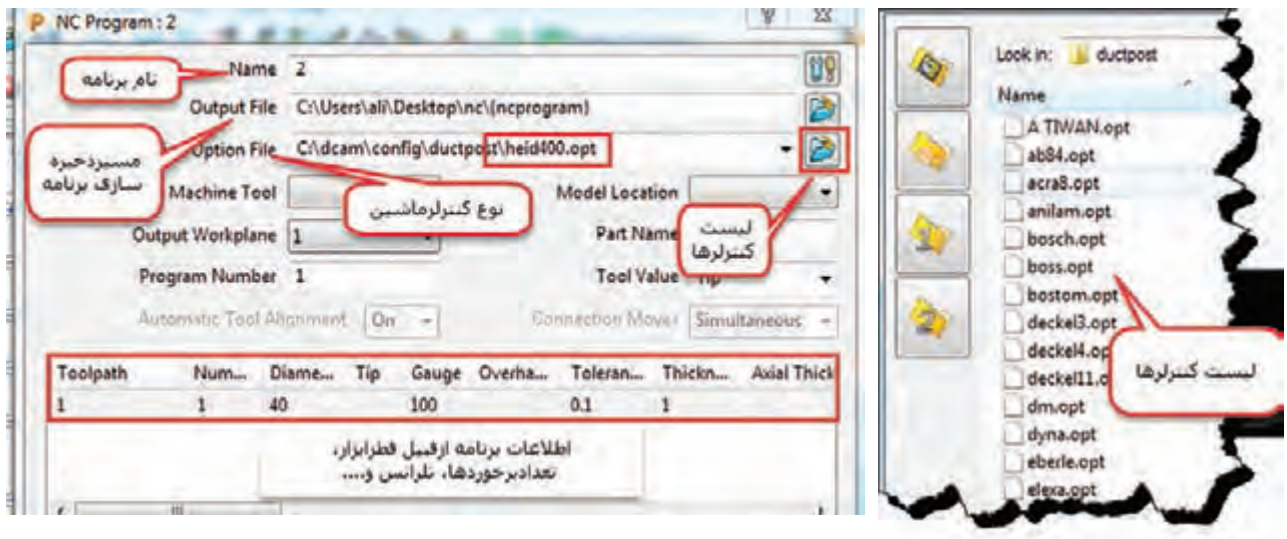 NC Program : 2
نام برنامه
Name 2
Output File C:\Users\ali\Desktop\nc\(ncprogram)
Option File C:\dcam\config\ductpost\heid400.opt
مسیرذخیره
سازی برنامه
Machine Tool
Model Location
نوع کنترلرماشین
لیست
کنترلرها
Output Workplane 1
Part Name
Program Number 1
Tool Value Tip
Automatic Tool Alignment On
Connection Moves Simultaneous
Toolpath Num... Diame... Tip Gauge Overha... Toleran... Thickn... Axial Thick
1 1 40 100 0.1 1
اطلاعات برنامه ازقبیل قطرابزار،
تعدادبرخوردها، تلرانس و....
Look in: ductpost
Name
A TIWAN.opt
ab84.opt
acra8.opt
anilam.opt
bosch.opt
boss.opt
bostom.opt
deckel3.opt
deckel4.op
deckel11.o
لیست کنترلرها
dm.opt
dyna.opt
eberle.opt
elexa.opt